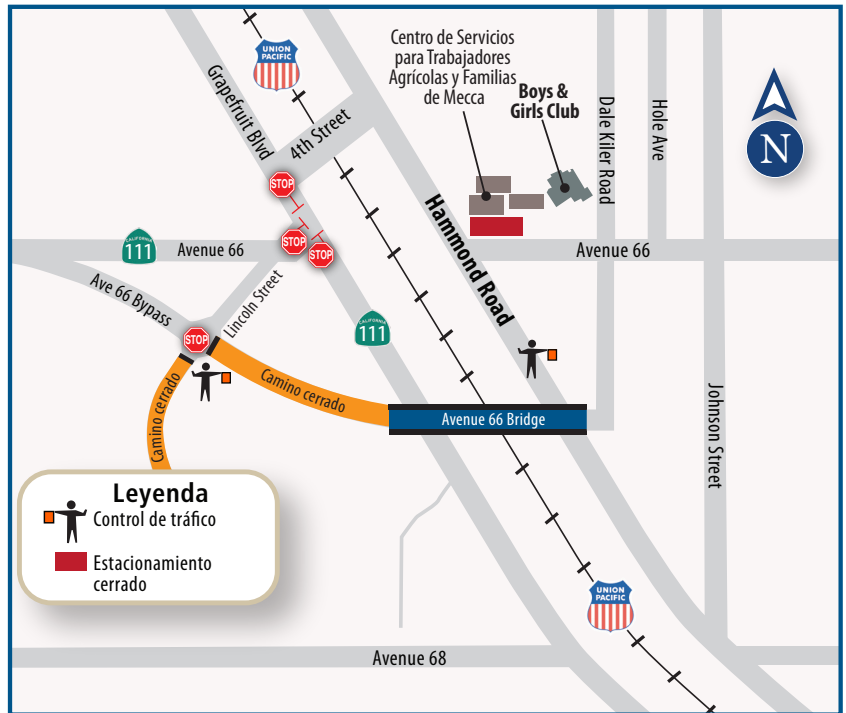 UNION
PACIFIC
Grapefruit Blvd
4th Street
Centro de Servicios
para Trabajadores
Agrícolas y Familias
de Mecca
Boys &
Girls Club
Dale Kiler Road
Hole Ave
N
STOP
STOP
STOP
CALIFORNIA
111
Avenue 66
Avenue 66
Hammond Road
Ave 66 Bypass
Lincoln Street
STOP
CALIFORNIA
111
Camino cerrado
Camino cerrado
Avenue 66 Bridge
Johnson Street
Leyenda
Control de tráfico
Estacionamiento
cerrado
UNION
PACIFIC
Avenue 68